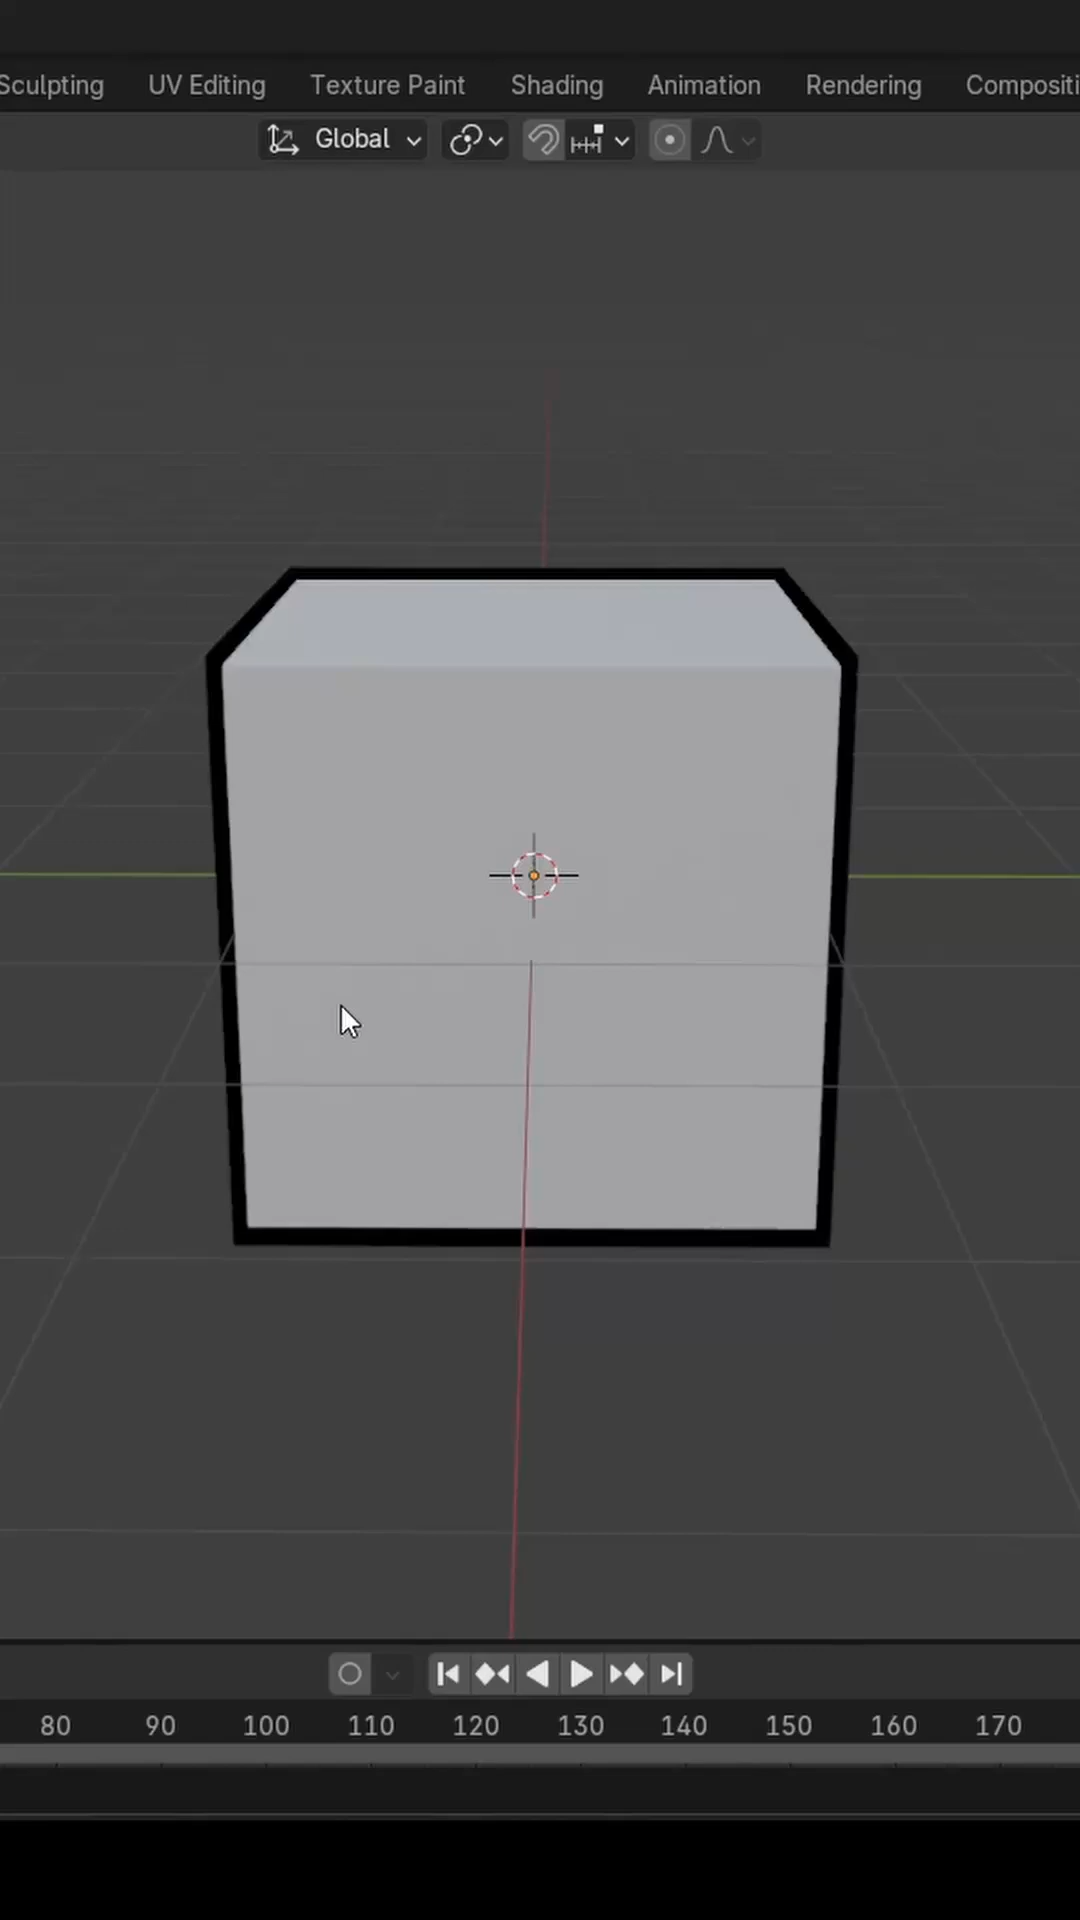 Sculpting UV Editing Texture Paint Shading Animation Rendering Compositi
Global
80 90 100 110 120 130 140 150 160 170